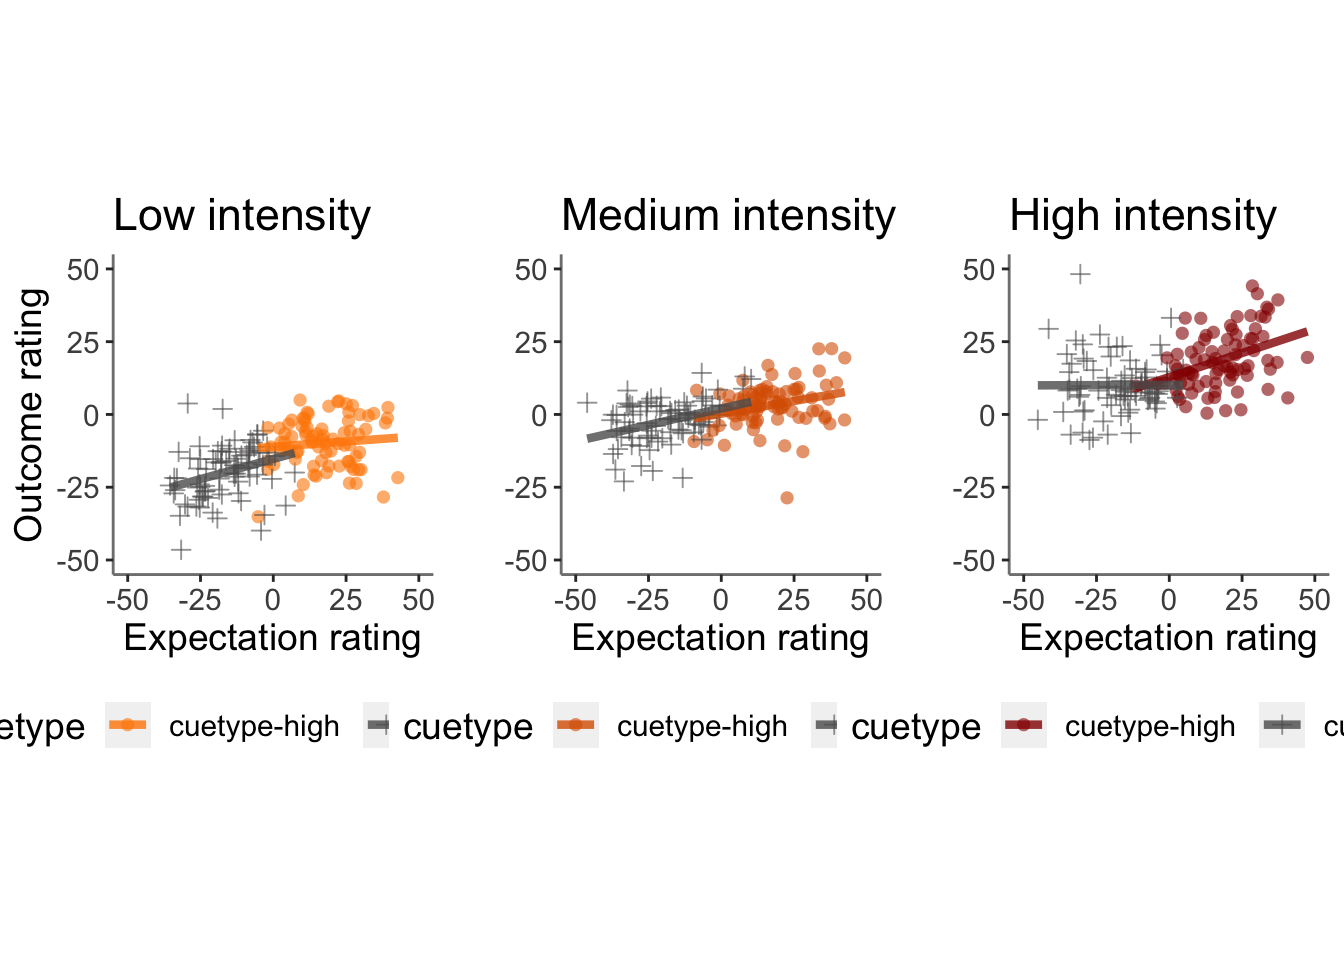 Low intensity
Medium intensity
High intensity
Outcome rating
50
25
0
-25
-50
50
25
0
-25
-50
50
25
0
-25
-50
-50 -25 0 25 50
-50 -25 0 25 50
-50 -25 0 25 50
Expectation rating
Expectation rating
Expectation rating
etype cuetype-high cuetype cuetype-high cuetype cuetype-high cu